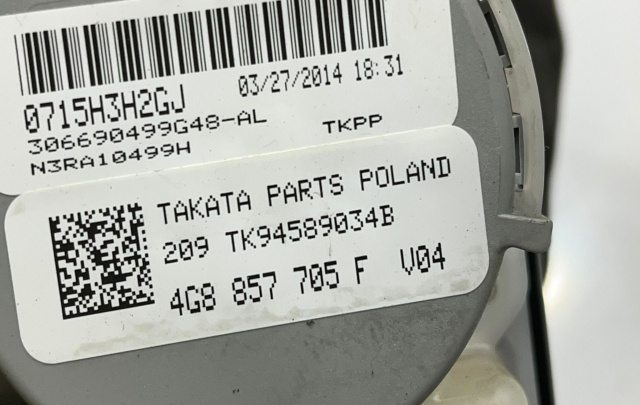 0715H3H2GJ 03/27/2014 18:31
306690499G48-AL TKPP
N3RA10499H
TAKATA PARTS POLAND
209 TK94589034B
4G8 857 705 F V04